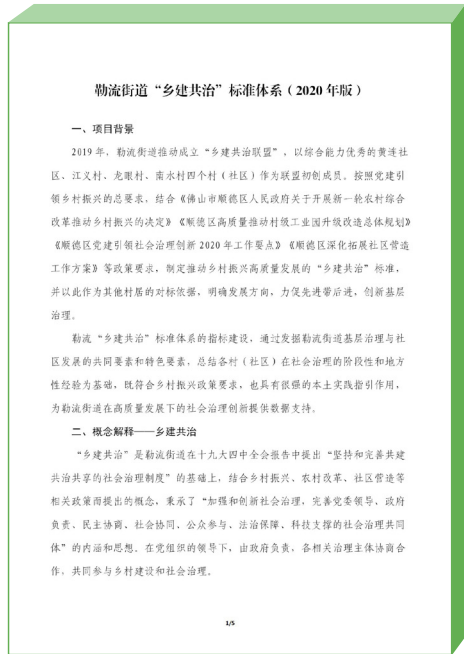 勒流街道“乡建共治”标准体系（2020 年版）
一、项目背景
2019 年，勒流街道推动成立“乡建共治联盟”，以综合能力优秀的黄连社
区、江义村、龙眼村、南水村四个村（社区）作为联盟初创成员。按照党建引
领乡村振兴的总要求，结合《佛山市顺德区人民政府关于开展新一轮农村综合
改革推动乡村振兴的决定》《顺德区高质量推动村级工业园升级改造总体规划》
《顺德区党建引领社会治理创新 2020 年工作要点》《顺德区深化拓展社区营造
工作方案》等政策要求，制定推动乡村振兴高质量发展的“乡建共治”标准，
并以此作为其他村居的对标依据，明确发展方向，力促先进带后进，创新基层
治理。
勒流“乡建共治”标准体系的指标建设，通过发掘勒流街道基层治理与社
区发展的共同要素和特色要素，总结各村（社区）在社会治理的阶段性和地方
性经验为基础，既符合乡村振兴政策要求，也具有很强的本土实践指引作用，
为勒流街道在高质量发展下的社会治理创新提供数据支持。
二、概念解释——乡建共治
“乡建共治”是勒流街道在十九大四中全会报告中提出“坚持和完善共建
共治共享的社会治理制度”的基础上，结合乡村振兴、农村改革、社区营造等
相关政策而提出的概念，秉承了“加强和创新社会治理，完善党委领导、政府
负责、民主协商、社会协同、公众参与、法治保障、科技支撑的社会治理共同
体”的内涵和思想。在党组织的领导下，由政府负责，各相关治理主体协商合
作，共同参与乡村建设和社会治理。
1/5